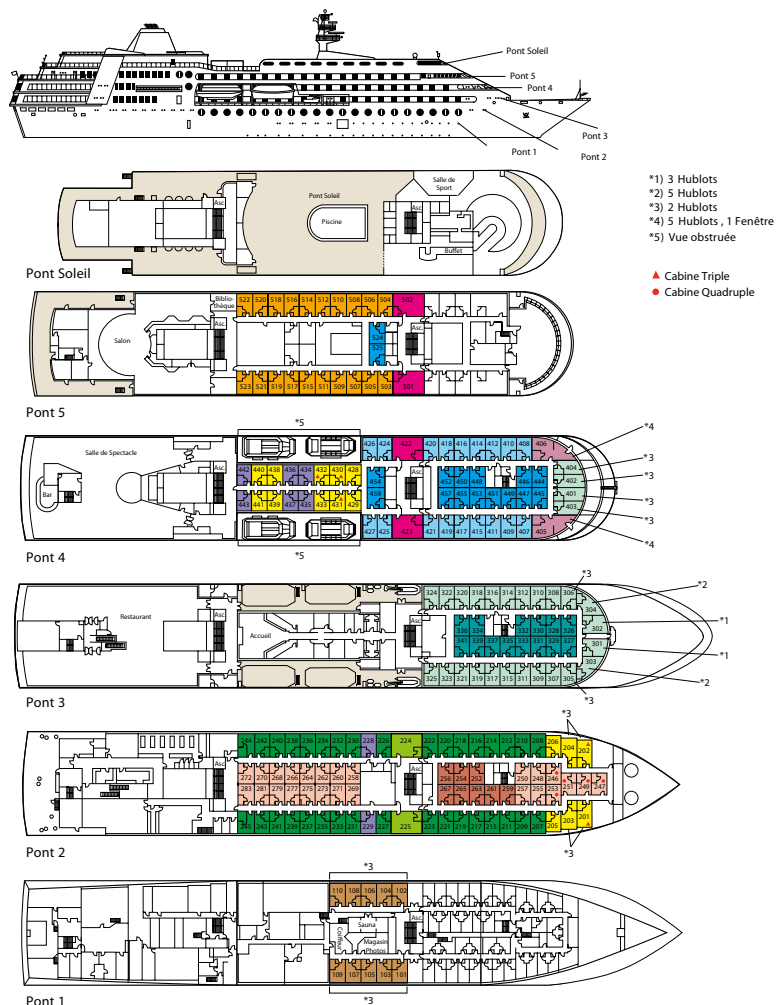 Pont Soleil
Pont 5
Pont 4
Pont 3
Pont 2
Pont 1
*1) 3 Hublots
*2) 5 Hublots
*3) 2 Hublots
*4) 5 Hublots , 1 Fenêtre
*5) Vue obstruée
Cabine Triple
Cabine Quadruple
Salle de
Sport
Pont Soleil
Asc.
Asc.
Piscine
Buffet
Pont Soleil
Biblio-
thèque
522 520 518 516 514 512 510 508 506 504 502
Asc.
Asc.
Salon
524
525
523 521 519 517 515 511 509 507 505 503 501
Pont 5
*5
*4
Salle de Spectacle
426 424 422 420 418 416 414 412 410 408 406
*3
404
*3
442 440 438 436 434 432 430 428
454
Asc.
452 450 448 446 444
402
Bar
459
457 455 453 451 449 447 445
401
*3
443 441 439 437 435 433 431 429
403
*3
427 425 423 421 419 417 415 411 409 407 405
*4
*5
Pont 4
*3
*2
324 322 320 318 316 314 312 310 308 306
304
Restaurant
Asc.
Asc.
*1
302
Accueil
336 334 332 330 328 326
341 339 337 335 333 331 329 327
301
*1
303
325 323 321 319 317 315 311 309 307 305
*2
*3
Pont 3
*3
244 242 240 238 236 234 232 230 228 226 224 222 220 218 216 214 212 210 208 206 204 202
Asc.
Asc.
272 270 268 266 264 262 260 258
256 254 252 250 248 246
251 249 247
283 281 279 277 275 273 271 269
267 265 263 261 259 257 255 253
245 243 241 239 237 235 233 231 229 227 225 223 221 219 217 215 211 209 207 205 203 201
*3
Pont 2
*3
110 108 106 104 102
Asc.
Sauna
Coiffeur
Magasin
Photos
109 107 105 103 101
*3
Pont 1